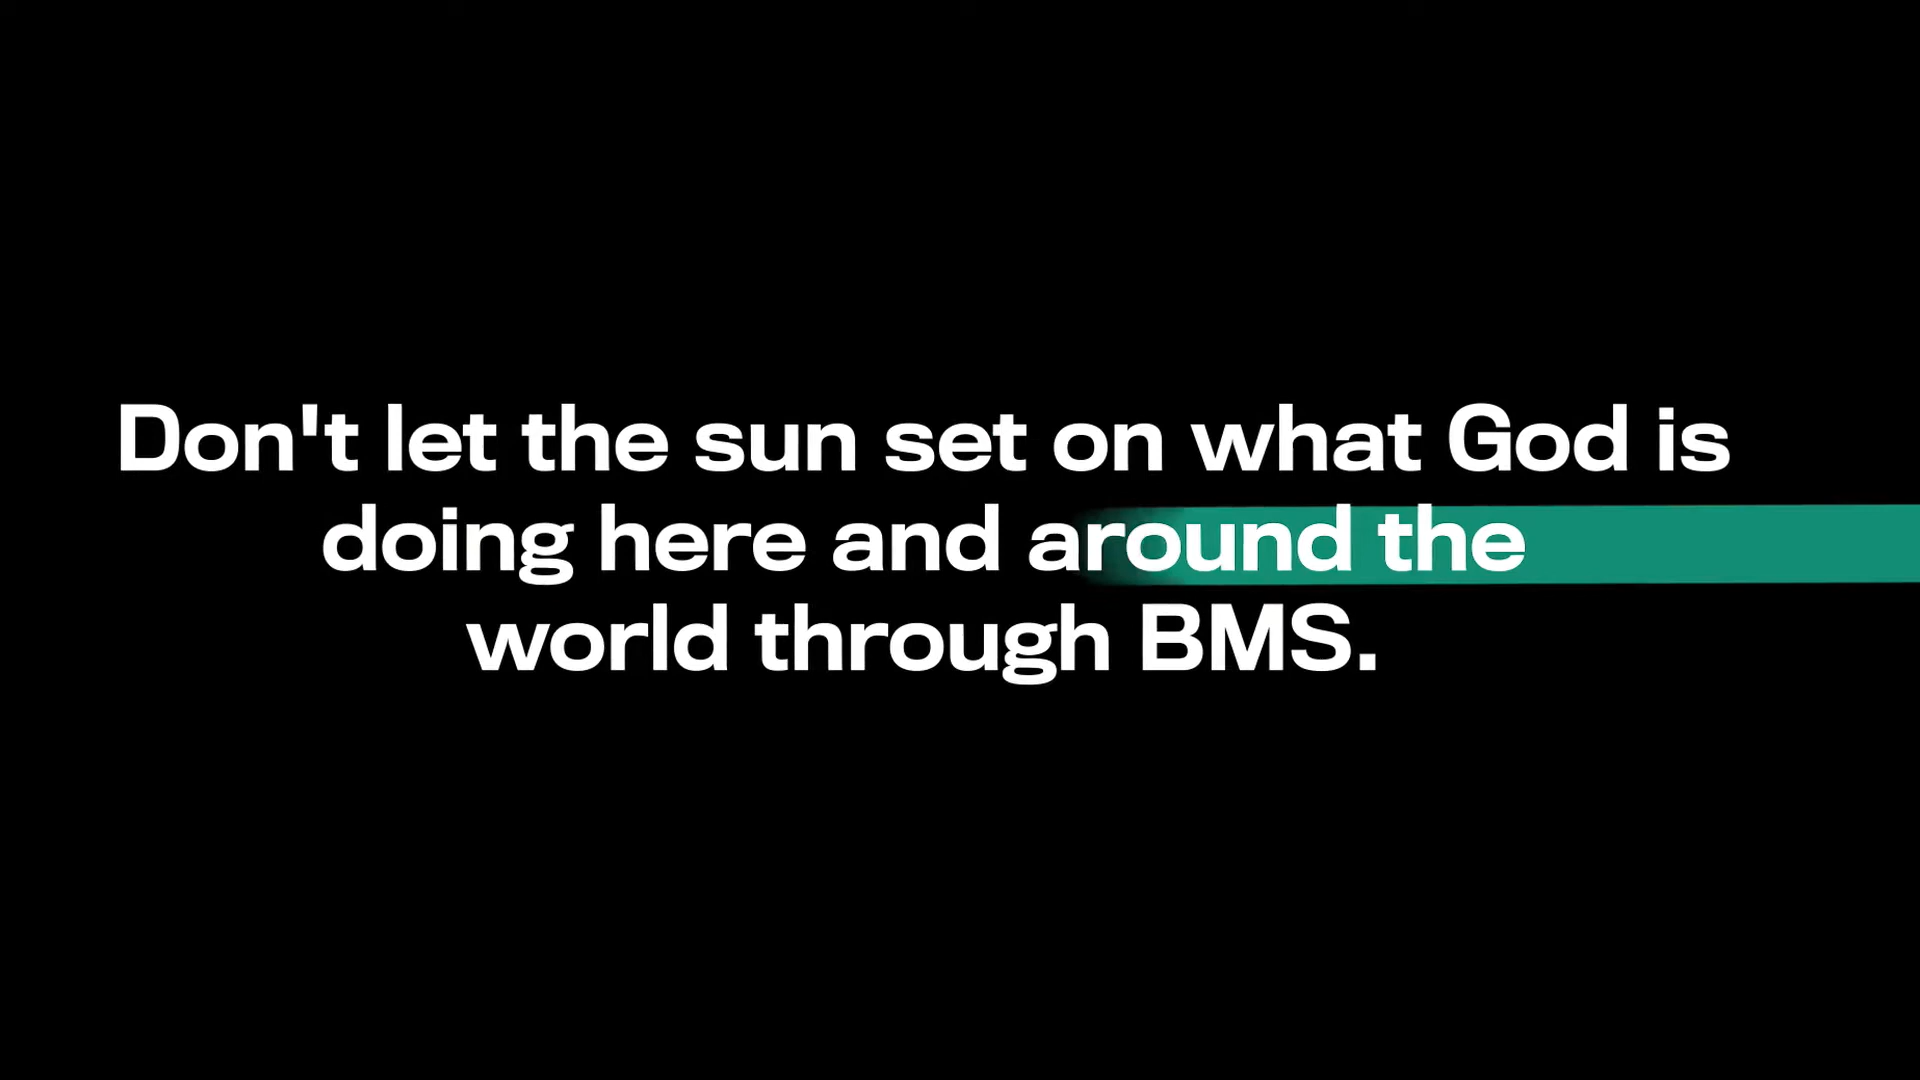 Don't let the sun set on what God is
doing here and around the
world through BMS.